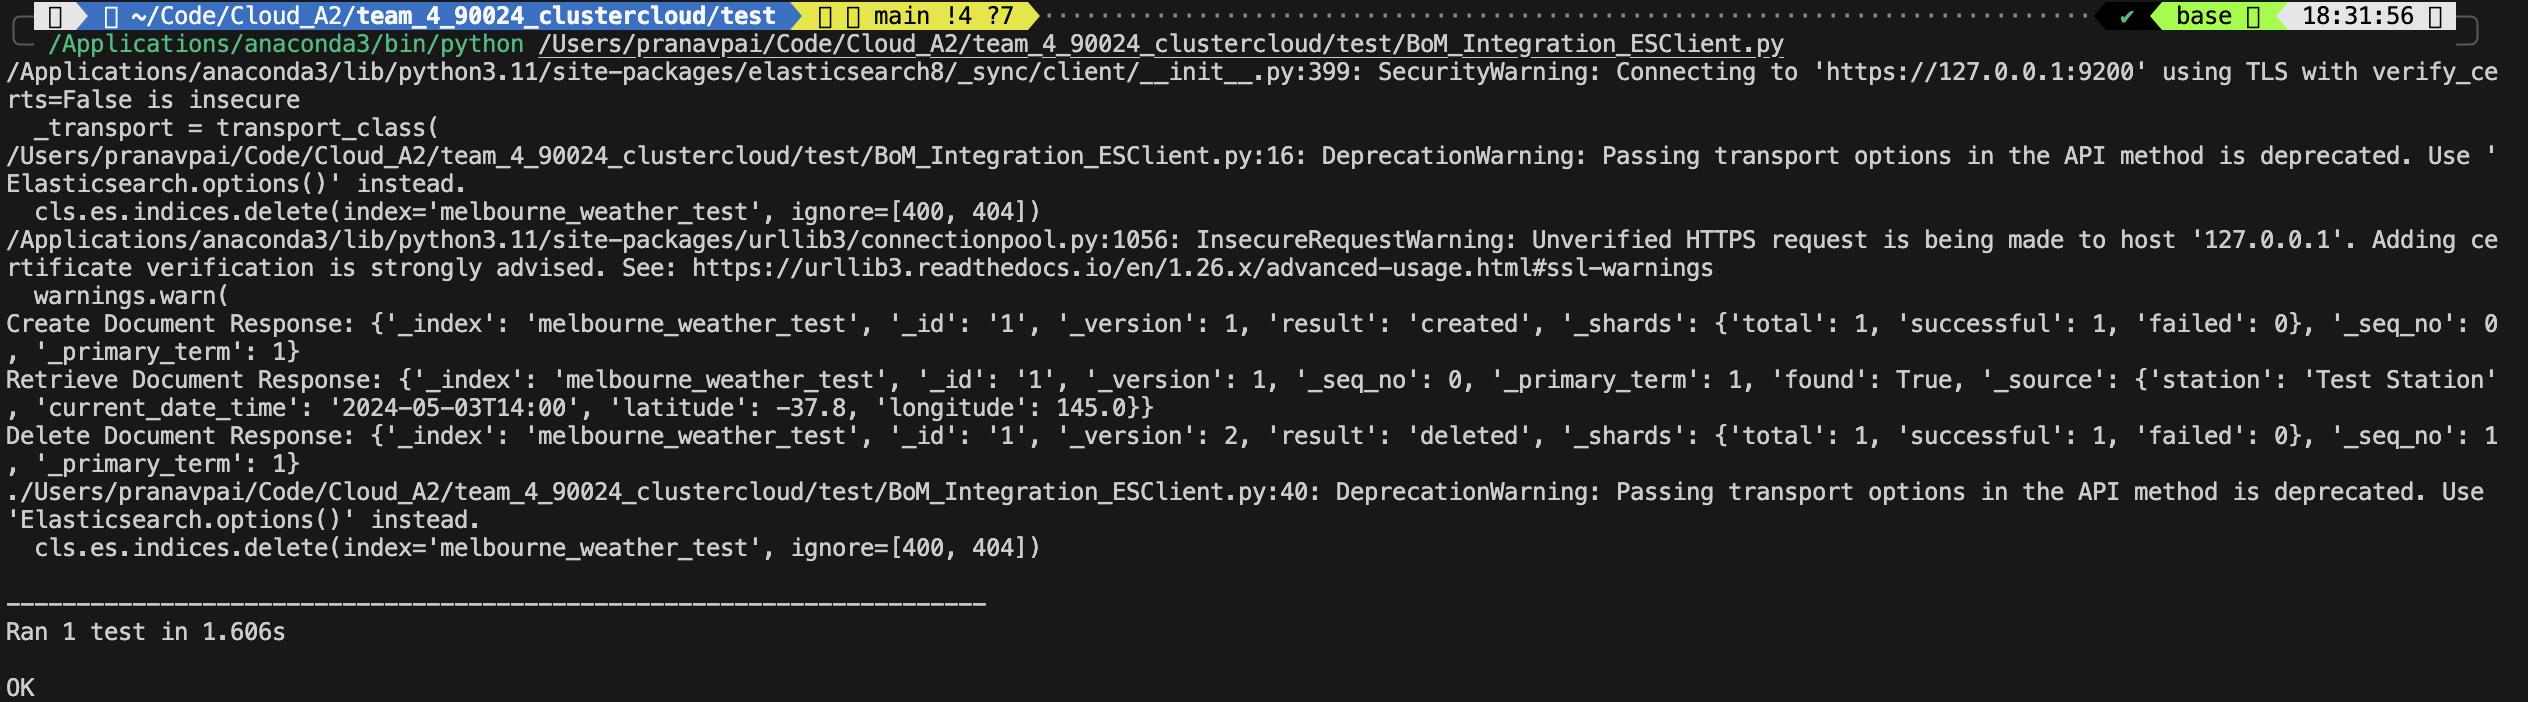 ~/Code/Cloud_A2/team_4_90024_clustercloud/test main !4 ?7 ✔ base 18:31:56
/Applications/anaconda3/bin/python /Users/pranavpai/Code/Cloud_A2/team_4_90024_clustercloud/test/BoM_Integration_ESClient.py
/Applications/anaconda3/lib/python3.11/site-packages/elasticsearch8/_sync/client/__init__.py:399: SecurityWarning: Connecting to 'https://127.0.0.1:9200' using TLS with verify_ce
rts=False is insecure
  _transport = transport_class(
/Users/pranavpai/Code/Cloud_A2/team_4_90024_clustercloud/test/BoM_Integration_ESClient.py:16: DeprecationWarning: Passing transport options in the API method is deprecated. Use '
Elasticsearch.options()' instead.
  cls.es.indices.delete(index='melbourne_weather_test', ignore=[400, 404])
/Applications/anaconda3/lib/python3.11/site-packages/urllib3/connectionpool.py:1056: InsecureRequestWarning: Unverified HTTPS request is being made to host '127.0.0.1'. Adding ce
rtificate verification is strongly advised. See: https://urllib3.readthedocs.io/en/1.26.x/advanced-usage.html#ssl-warnings
  warnings.warn(
Create Document Response: {'_index': 'melbourne_weather_test', '_id': '1', '_version': 1, 'result': 'created', '_shards': {'total': 1, 'successful': 1, 'failed': 0}, '_seq_no': 0
, '_primary_term': 1}
Retrieve Document Response: {'_index': 'melbourne_weather_test', '_id': '1', '_version': 1, '_seq_no': 0, '_primary_term': 1, 'found': True, '_source': {'station': 'Test Station'
, 'current_date_time': '2024-05-03T14:00', 'latitude': -37.8, 'longitude': 145.0}}
Delete Document Response: {'_index': 'melbourne_weather_test', '_id': '1', '_version': 2, 'result': 'deleted', '_shards': {'total': 1, 'successful': 1, 'failed': 0}, '_seq_no': 1
, '_primary_term': 1}
./Users/pranavpai/Code/Cloud_A2/team_4_90024_clustercloud/test/BoM_Integration_ESClient.py:40: DeprecationWarning: Passing transport options in the API method is deprecated. Use
'Elasticsearch.options()' instead.
  cls.es.indices.delete(index='melbourne_weather_test', ignore=[400, 404])
----------------------------------------------------------------------
Ran 1 test in 1.606s
OK